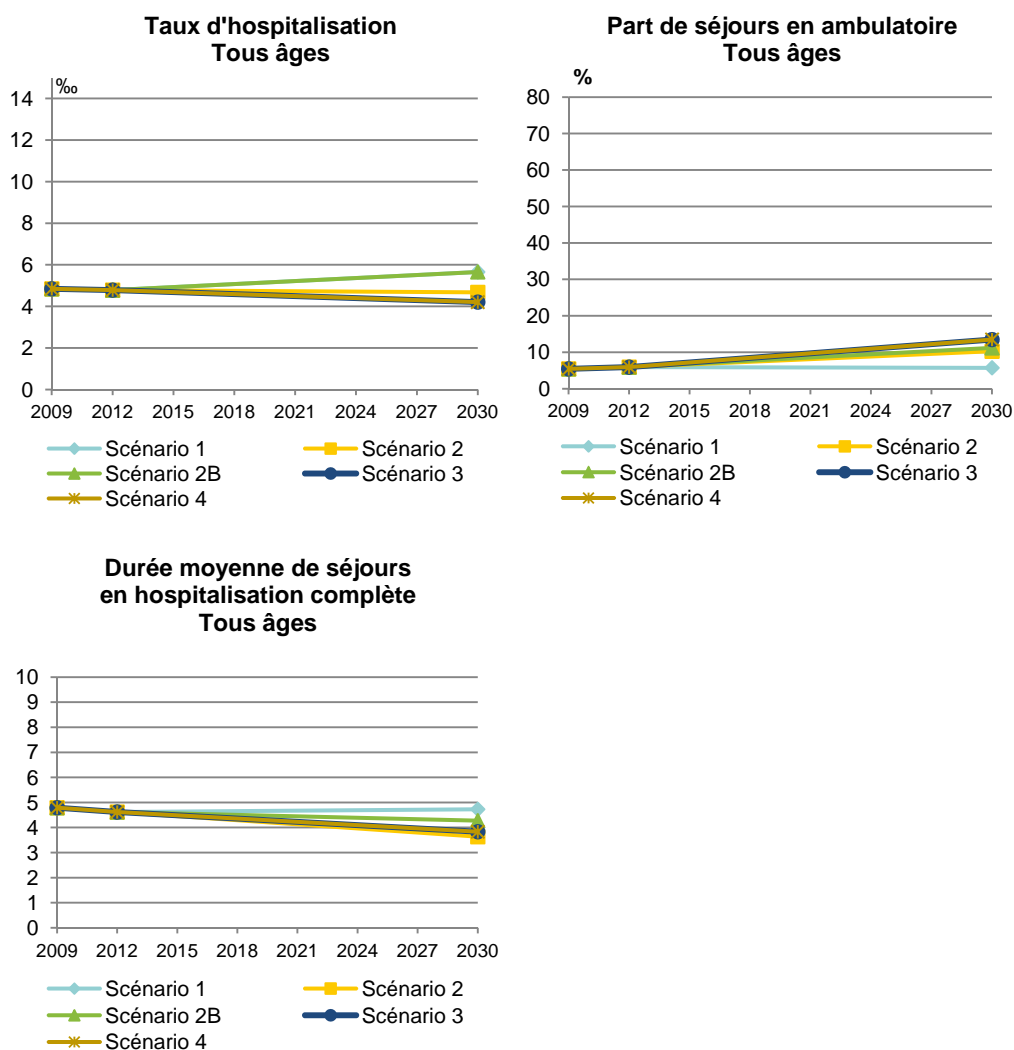 Taux d'hospitalisation
Tous âges
‰
14
12
10
8
6
4
2
0
2009 2012 2015 2018 2021 2024 2027 2030
Scénario 1
Scénario 2
Scénario 2B
Scénario 3
Scénario 4
Part de séjours en ambulatoire
Tous âges
%
80
70
60
50
40
30
20
10
0
2009 2012 2015 2018 2021 2024 2027 2030
Scénario 1
Scénario 2
Scénario 2B
Scénario 3
Scénario 4
Durée moyenne de séjours
en hospitalisation complète
Tous âges
10
9
8
7
6
5
4
3
2
1
0
2009 2012 2015 2018 2021 2024 2027 2030
Scénario 1
Scénario 2
Scénario 2B
Scénario 3
Scénario 4